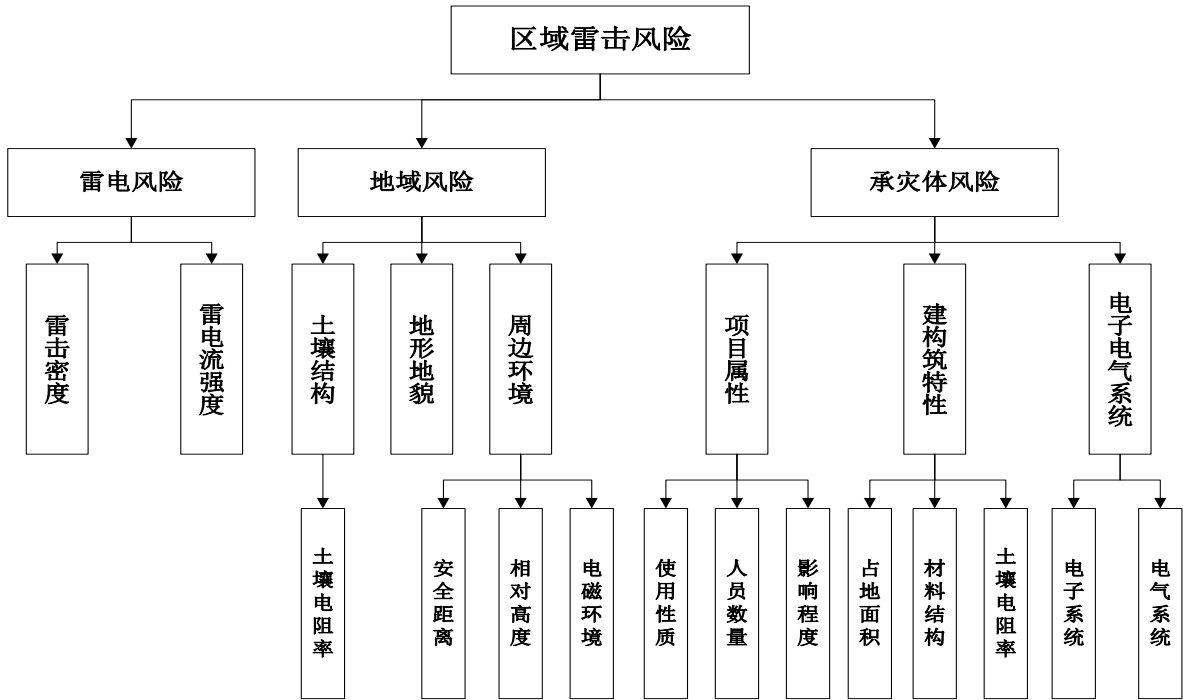 区域雷击风险
雷电风险
地域风险
承灾体风险
雷击密度
雷电流强度
土壤结构
地形地貌
周边环境
项目属性
建构筑特性
电子电气系统
土壤电阻率
安全距离
相对高度
电磁环境
使用性质
人员数量
影响程度
占地面积
材料结构
土壤电阻率
电子系统
电气系统